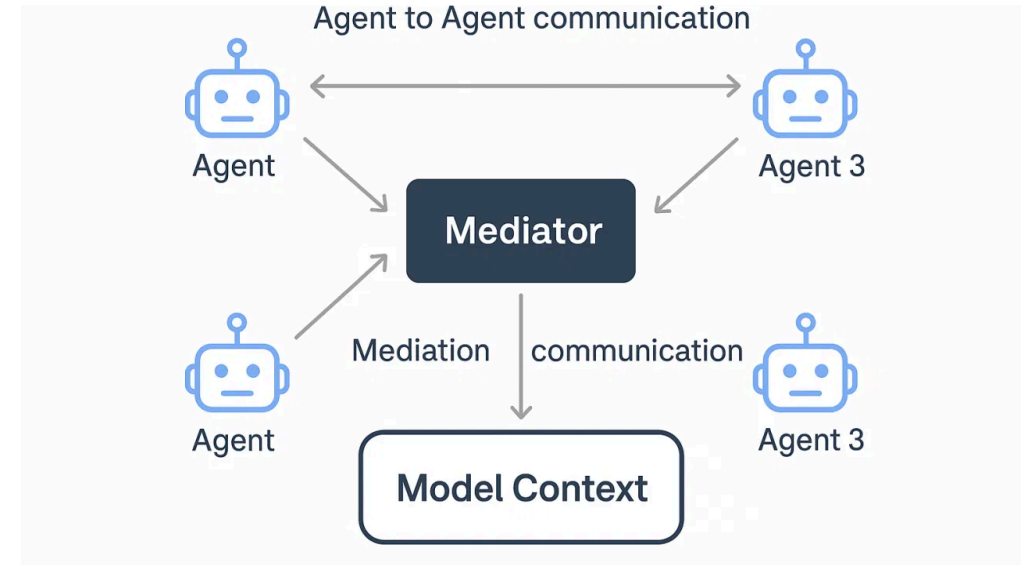 Agent to Agent communication
Agent
Agent 3
Mediator
Mediation communication
Agent
Agent 3
Model Context